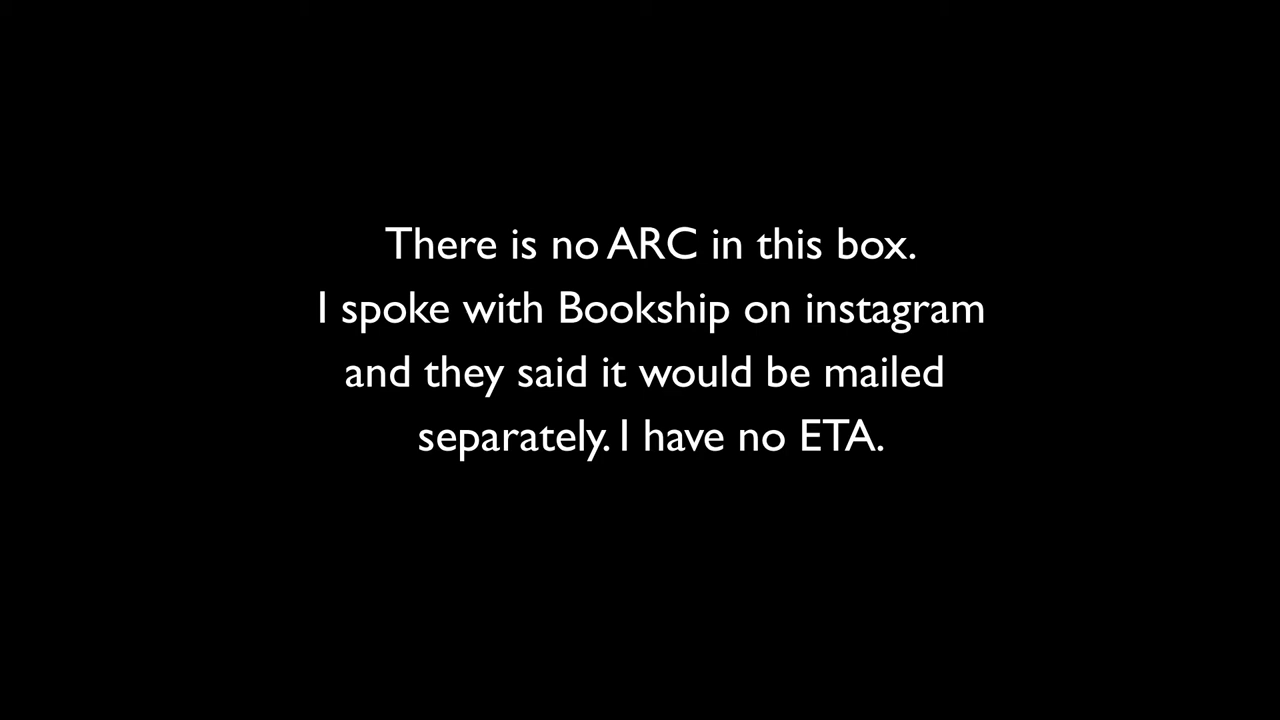 There is no ARC in this box.
I spoke with Bookship on instagram
and they said it would be mailed
separately. I have no ETA.